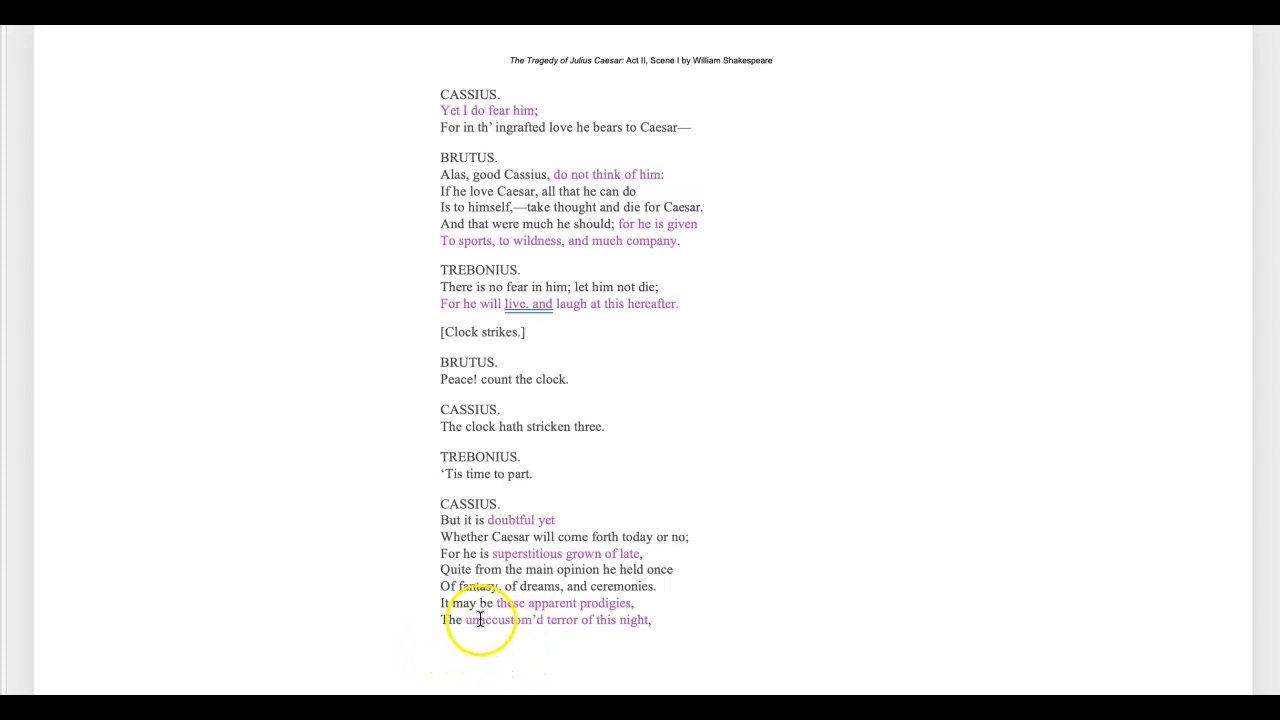 The Tragedy of Julius Caesar: Act II, Scene I by William Shakespeare
CASSIUS.
Yet I do fear him;
For in th’ ingrafted love he bears to Caesar—
BRUTUS.
Alas, good Cassius, do not think of him:
If he love Caesar, all that he can do
Is to himself,—take thought and die for Caesar.
And that were much he should; for he is given
To sports, to wildness, and much company.
TREBONIUS.
There is no fear in him; let him not die;
For he will live. and laugh at this hereafter.
[Clock strikes.]
BRUTUS.
Peace! count the clock.
CASSIUS.
The clock hath stricken three.
TREBONIUS.
‘Tis time to part.
CASSIUS.
But it is doubtful yet
Whether Caesar will come forth today or no;
For he is superstitious grown of late,
Quite from the main opinion he held once
Of fantasy, of dreams, and ceremonies.
It may be these apparent prodigies,
The unaccustom’d terror of this night,